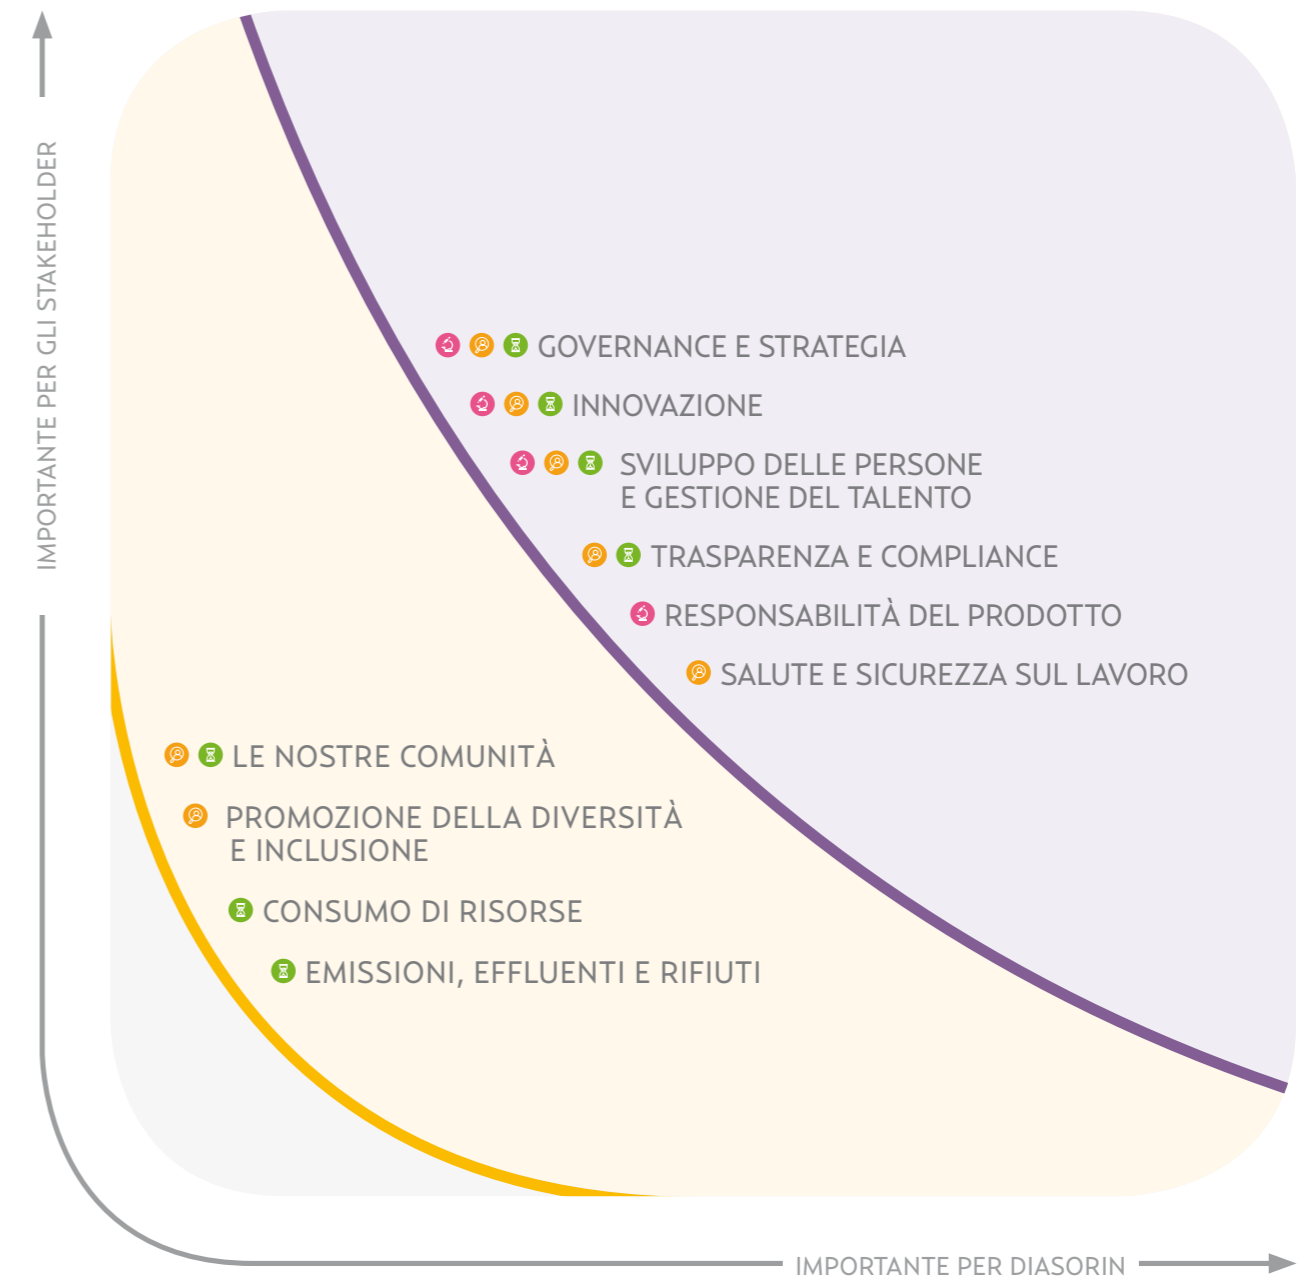 IMPORTANTE PER GLI STAKEHOLDER
GOVERNANCE E STRATEGIA
INNOVAZIONE
SVILUPPO DELLE PERSONE
E GESTIONE DEL TALENTO
TRASPARENZA E COMPLIANCE
RESPONSABILITÀ DEL PRODOTTO
SALUTE E SICUREZZA SUL LAVORO
LE NOSTRE COMUNITÀ
PROMOZIONE DELLA DIVERSITÀ
E INCLUSIONE
CONSUMO DI RISORSE
EMISSIONI, EFFLUENTI E RIFIUTI
IMPORTANTE PER DIASORIN